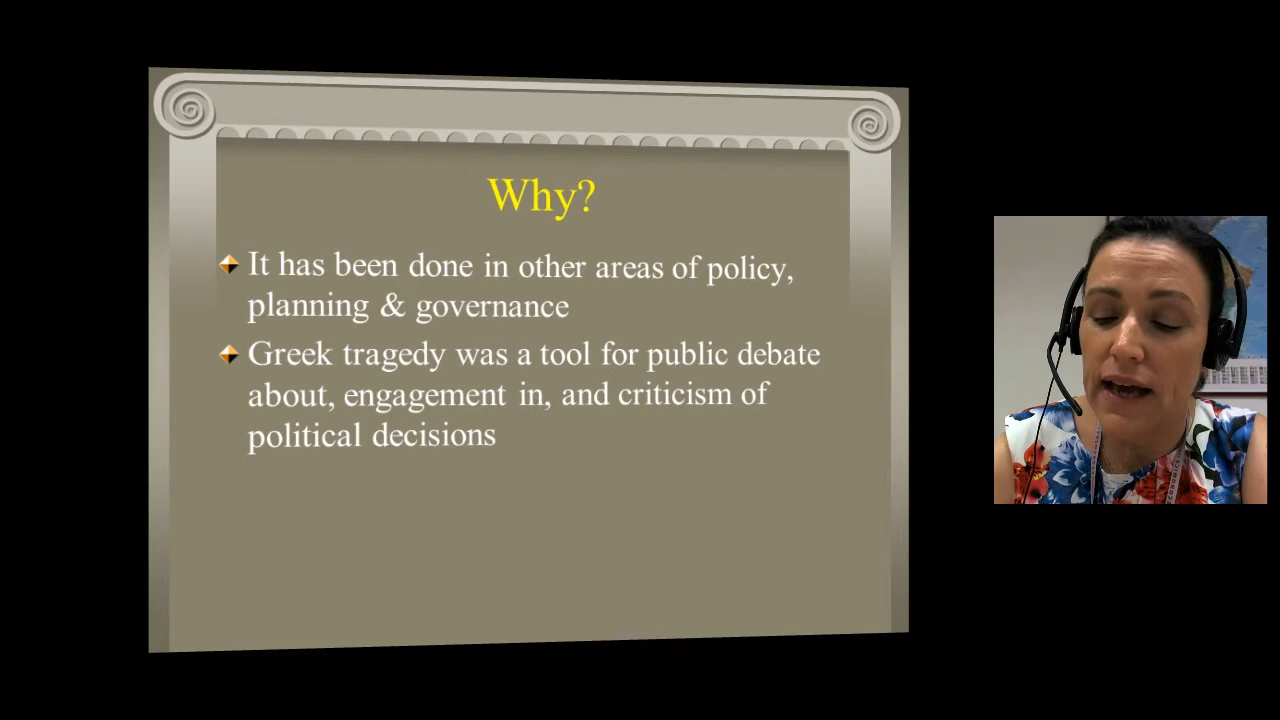 Why?
It has been done in other areas of policy,
planning & governance
Greek tragedy was a tool for public debate
about, engagement in, and criticism of
political decisions